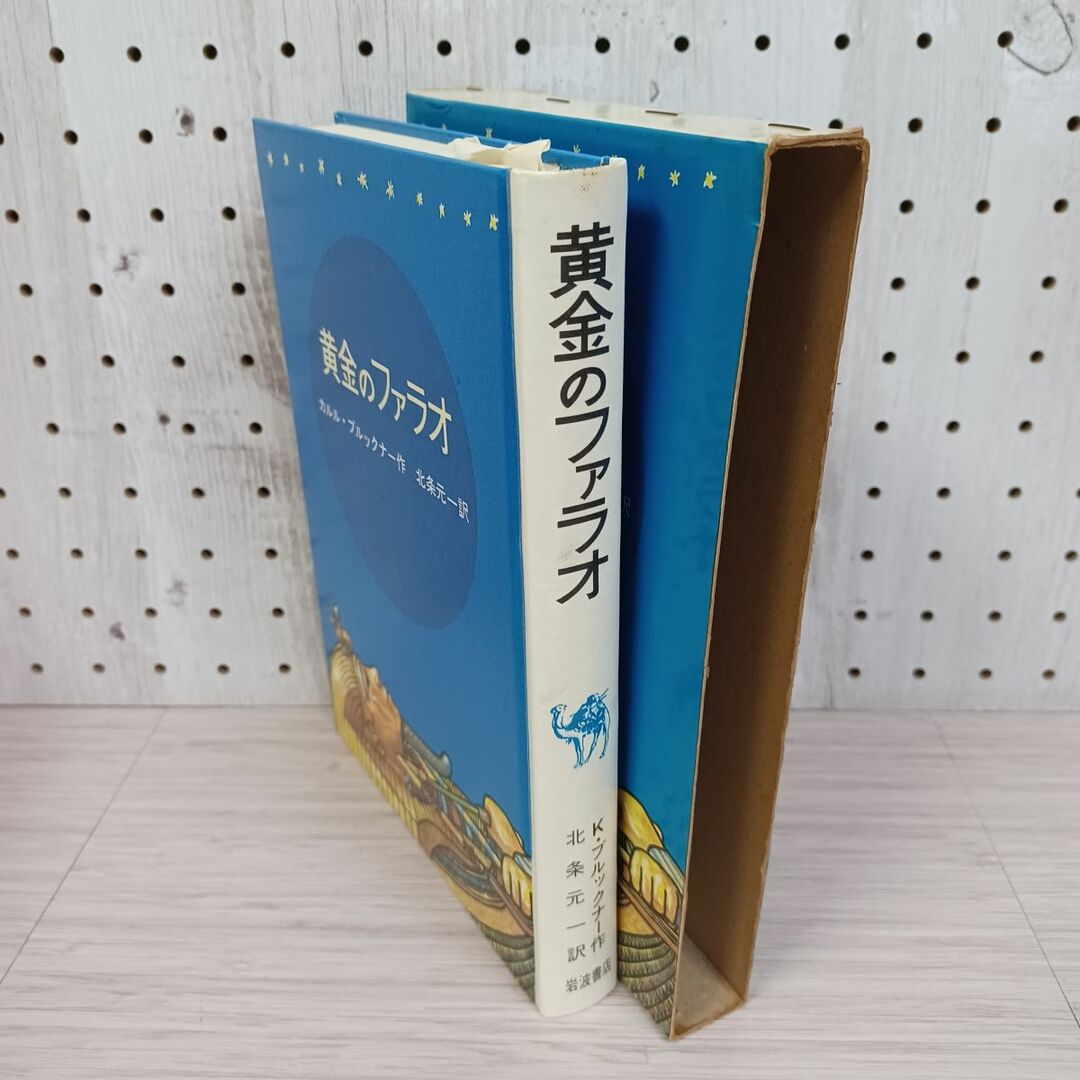 黄金のファラオ
カルル・ブルックナー作 北条元一訳
黄金のファラオ
K・ブルックナー作
北条元一訳
岩波書店
訳